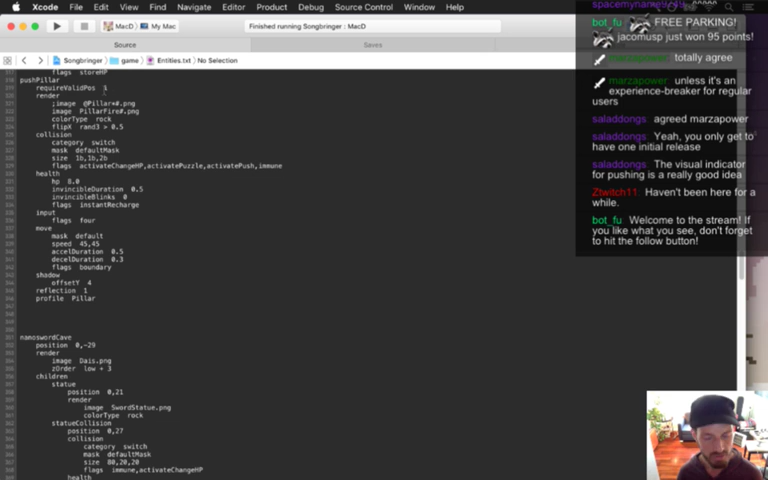 Xcode File Edit View Find Navigate Editor Product Debug Source Control Window Help
MacD My Mac
Finished running Songbringer : MacD
Source
Saves
Songbringer game Entities.txt No Selection
flags storeHP
pushPillar
requireValidPos 1
render
;image @Pillar*#.png
image PillarFire#.png
colorType rock
flipX rand3 > 0.5
collision
category switch
mask defaultMask
size 1b,1b,2b
flags activateChangeHP,activatePuzzle,activatePush,immune
health
hp 8.0
invincibleDuration 0.5
invincibleBlinks 0
flags instantRecharge
input
flags four
move
mask default
speed 45,45
accelDuration 0.5
decelDuration 0.3
flags boundary
shadow
offsetY 4
reflection 1
profile Pillar
nanoswordCave
position 0,-29
render
image Dais.png
zOrder low + 3
children
statue
position 0,21
render
image SwordStatue.png
colorType rock
statueCollision
position 0,27
collision
category switch
mask defaultMask
size 80,20,20
flags immune,activateChangeHP
health
bot_fu: FREE PARKING!
jacomusp just won 95 points!
marzapower: totally agree
marzapower: unless it's an
experience-breaker for regular
users
saladdongs: agreed marzapower
saladdongs: Yeah, you only get to
have one initial release
saladdongs: The visual indicator
for pushing is a really good idea
Ztwitch11: Haven't been here for a
while.
bot_fu: Welcome to the stream! If
you like what you see, don't forget
to hit the follow button!